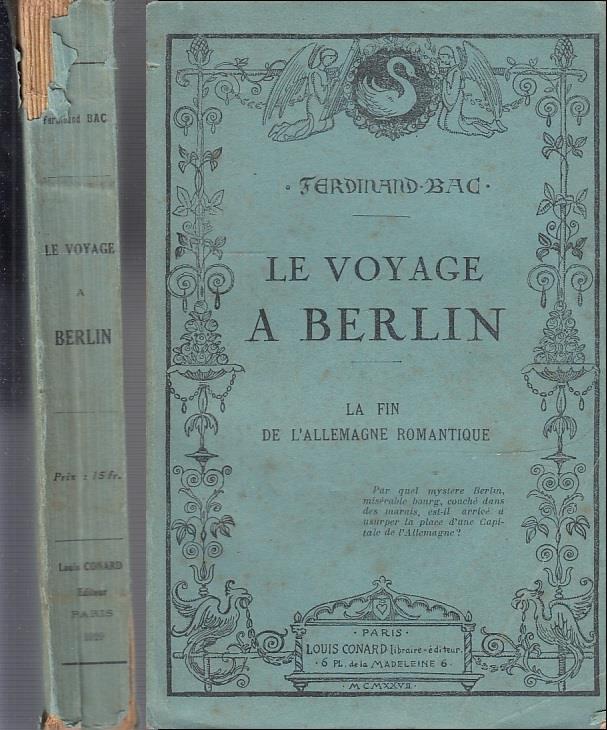 Ferdinand BAC
LE VOYAGE
A
BERLIN
Prix : 15 fr.
Louis CONARD
Editeur
PARIS
1929
· FERDINAND · BAC ·
LE VOYAGE
A BERLIN
LA FIN
DE L'ALLEMAGNE ROMANTIQUE
Par quel mystère Berlin,
misérable bourg, couché dans
des marais, est-il arrivé à
usurper la place d'une Capi-
tale de l'Allemagne ?
· PARIS ·
LOUIS CONARD libraire-éditeur.
· 6 PL. de la MADELEINE 6 ·
· MCMXXVII ·